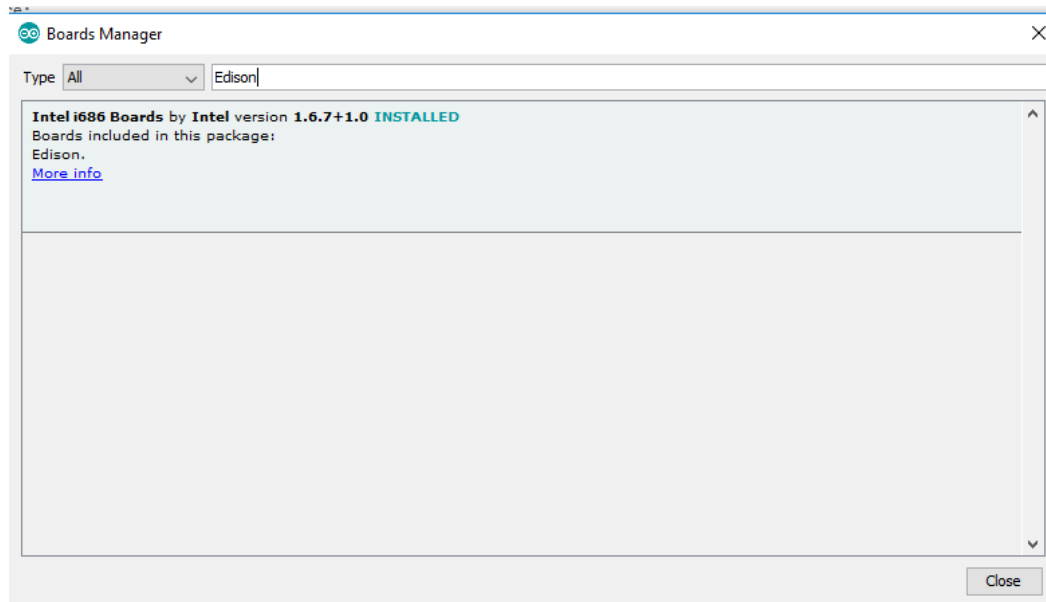 Boards Manager
Type All Edison
Intel i686 Boards by Intel version 1.6.7+1.0 INSTALLED
Boards included in this package:
Edison.
More info
Close